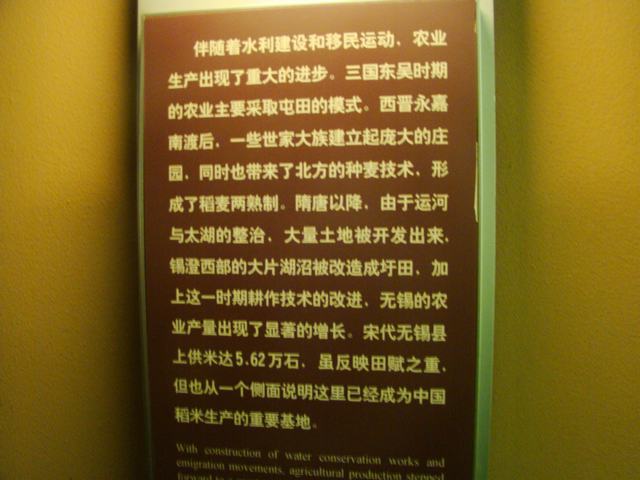 伴随着水利建设和移民运动、农业
生产出现了重大的进步。三国东吴时期
的农业主要采取屯田的模式。西晋永嘉
南渡后，一些世家大族建立起庞大的庄
园，同时也带来了北方的种麦技术，形
成了稻麦两熟制。隋唐以降，由于运河
与太湖的整治，大量土地被开发出来，
锡澄西部的大片湖沼被改造成圩田，加
上这一时期耕作技术的改进，无锡的农
业产量出现了显著的增长。宋代无锡县
上供米达5.62万石，虽反映田赋之重，
但也从一个侧面说明这里已经成为中国
稻米生产的重要基地。
With construction of water conservation works and
emigration movements, agricultural production stepped
forward to a